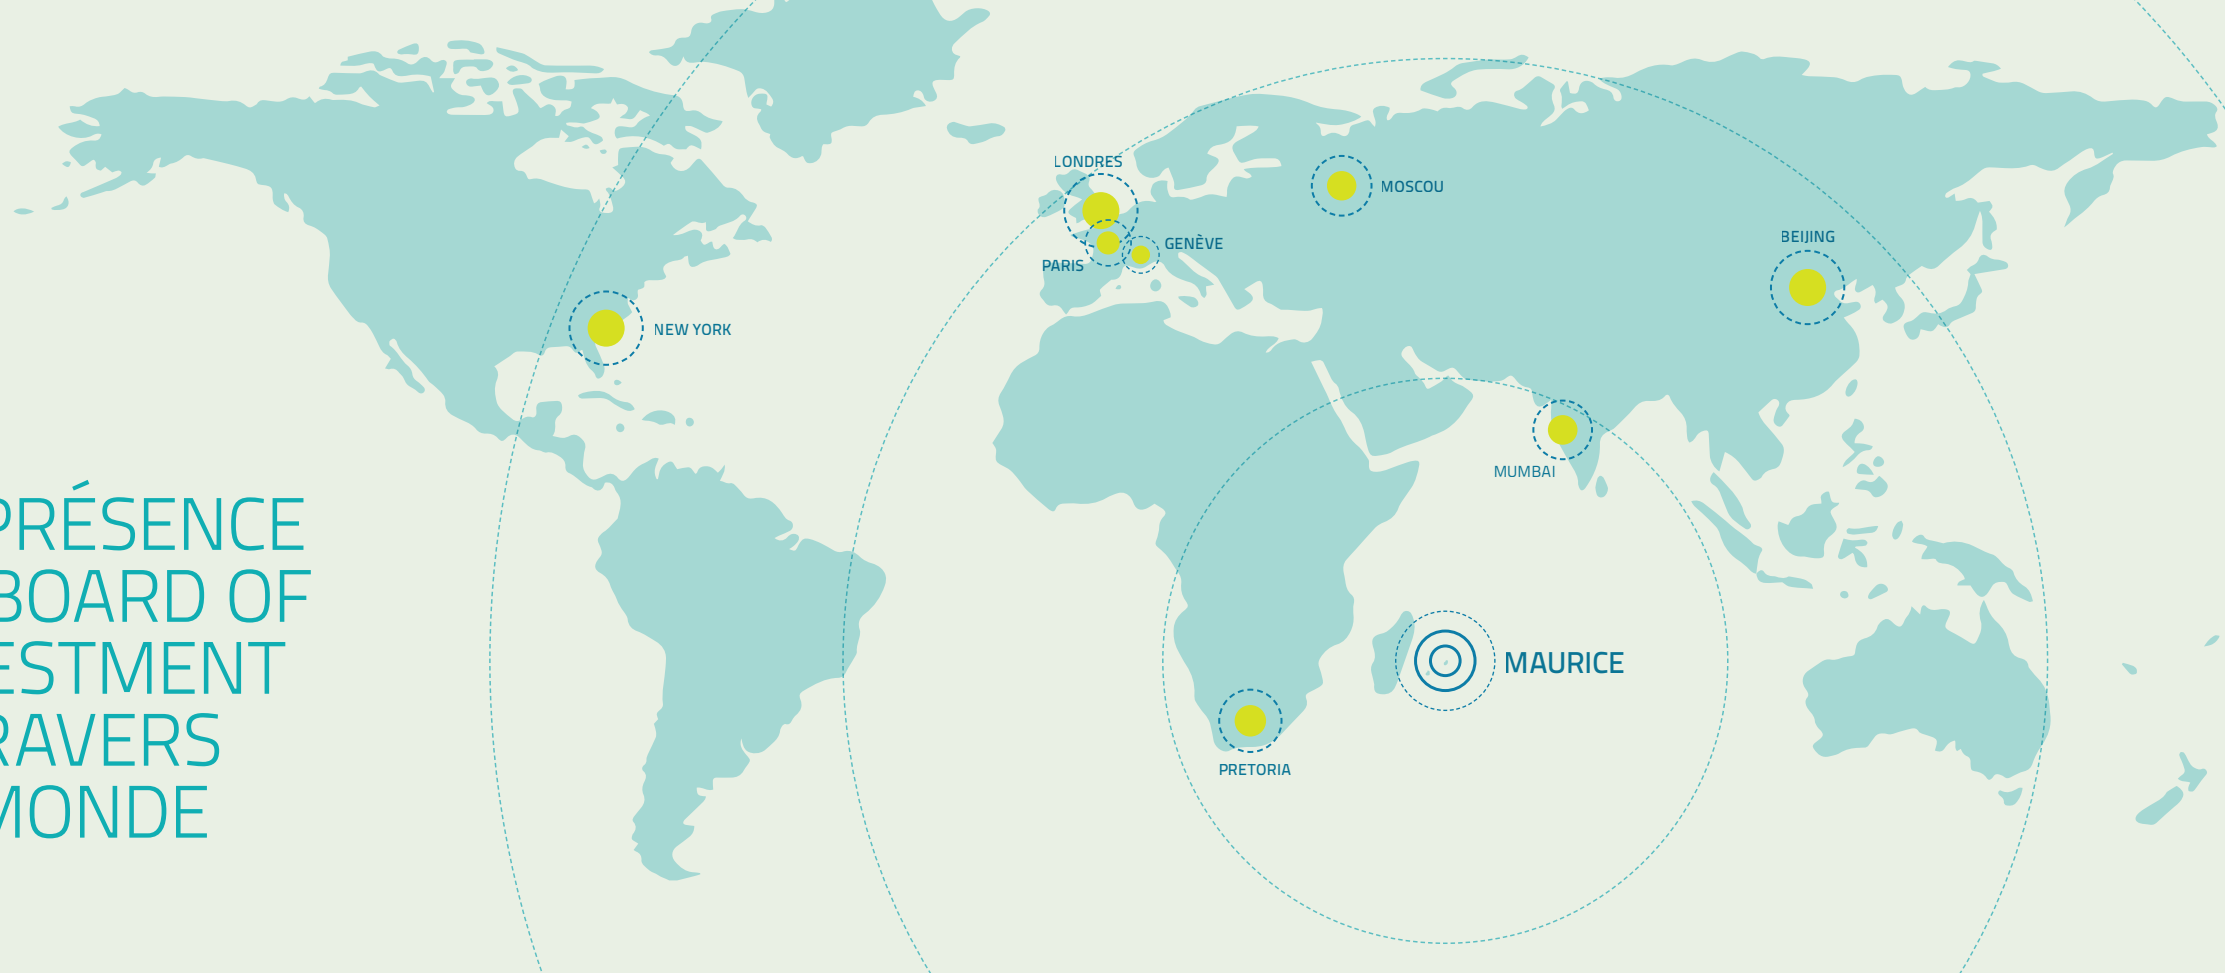 PRÉSENCE
BOARD OF
ESTMENT
RAVERS
MONDE
LONDRES
MOSCOU
GENÈVE
PARIS
BEIJING
NEW YORK
MUMBAI
MAURICE
PRETORIA